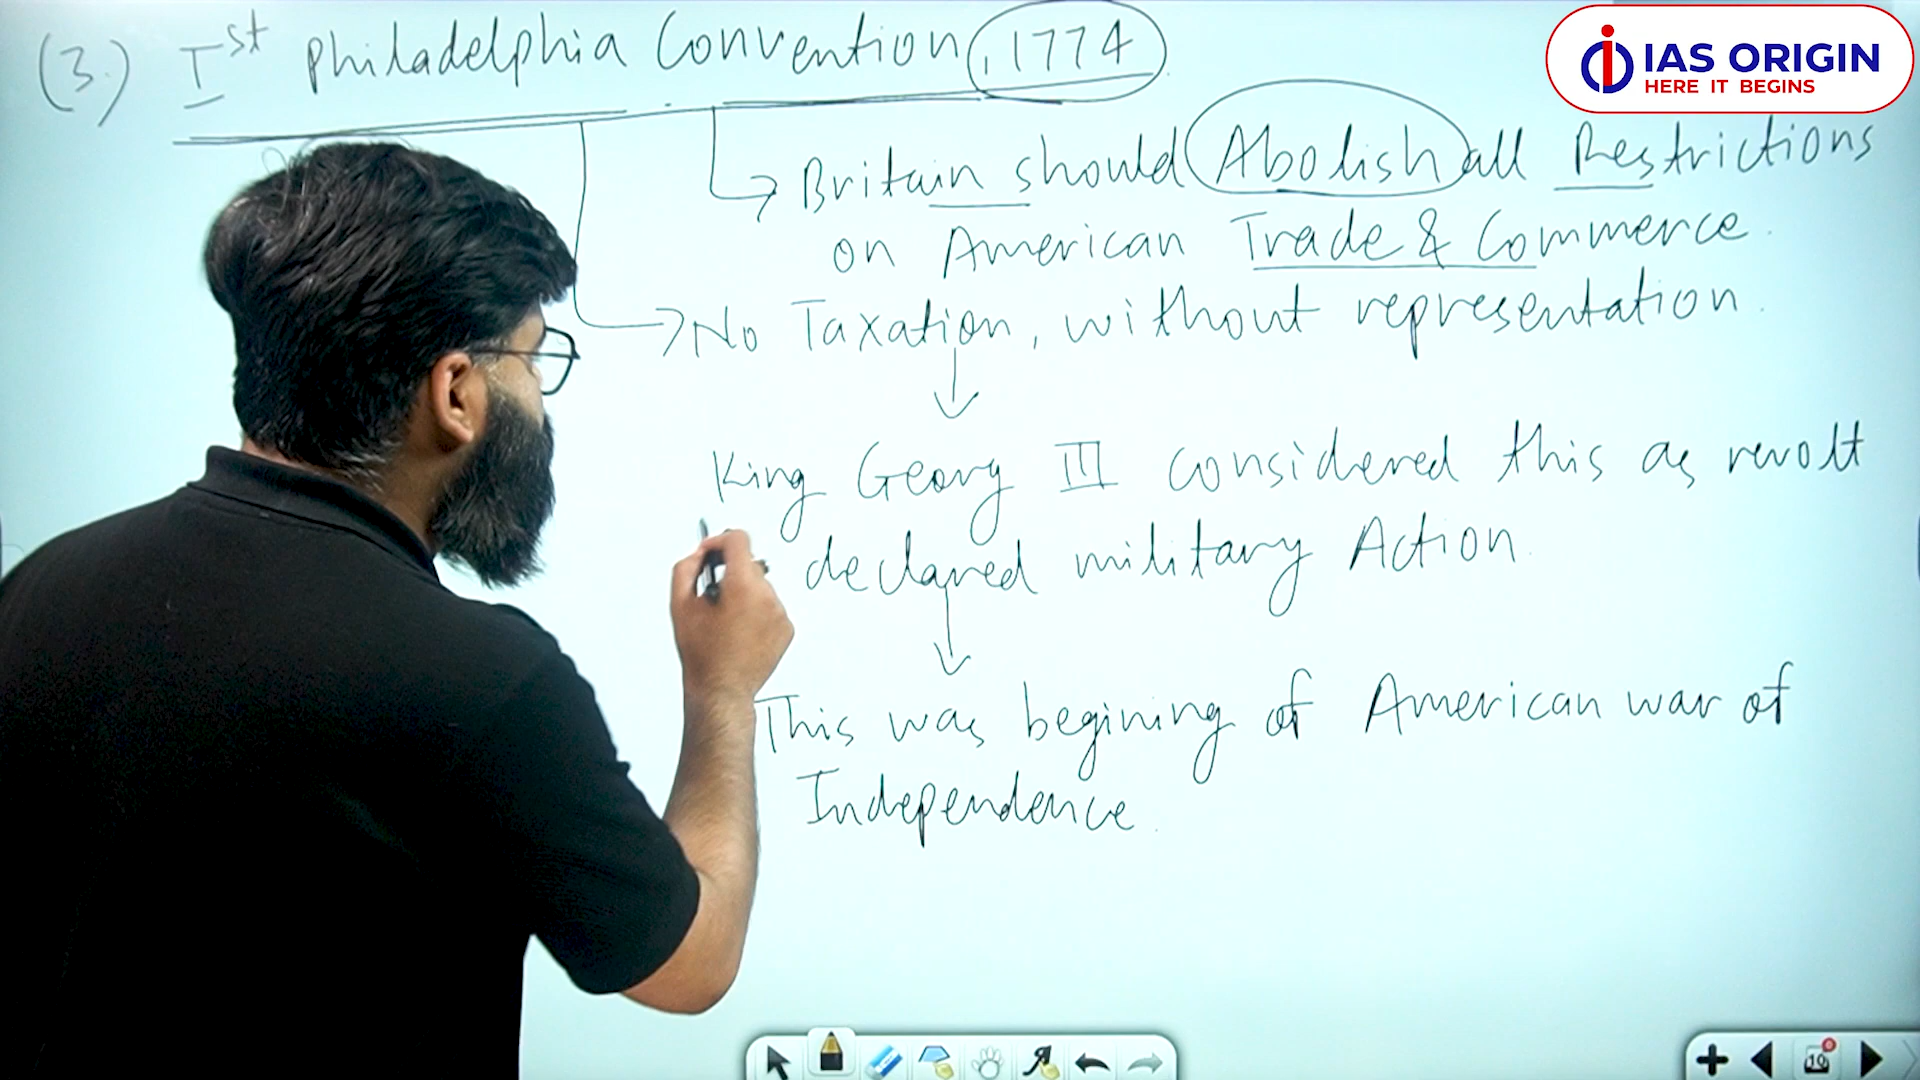 (3.) Ist Philadelphia Convention, 1774
IAS ORIGIN
HERE IT BEGINS
Britain should Abolish all Restrictions
on American Trade & Commerce.
No Taxation, without representation.
King Georg III considered this as revolt
declared military Action.
This was begining of American war of
Independence.
10